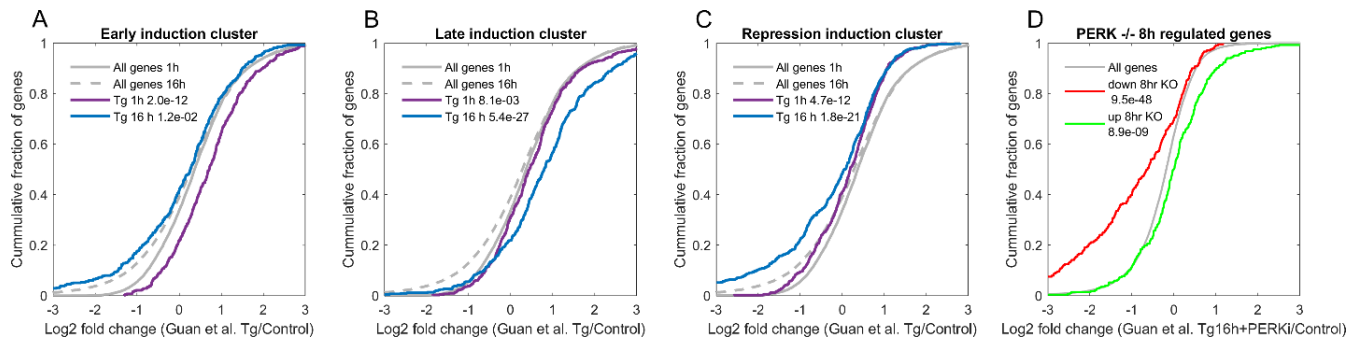 A
Early induction cluster
1
0.8
0.6
0.4
0.2
0
Cummulative fraction of genes
All genes 1h
All genes 16h
Tg 1h 2.0e-12
Tg 16 h 1.2e-02
-3 -2 -1 0 1 2 3
Log2 fold change (Guan et al. Tg/Control)
B
Late induction cluster
1
0.8
0.6
0.4
0.2
0
Cummulative fraction of genes
All genes 1h
All genes 16h
Tg 1h 8.1e-03
Tg 16 h 5.4e-27
-3 -2 -1 0 1 2 3
Log2 fold change (Guan et al. Tg/Control)
C
Repression induction cluster
1
0.8
0.6
0.4
0.2
0
Cummulative fraction of genes
All genes 1h
All genes 16h
Tg 1h 4.7e-12
Tg 16 h 1.8e-21
-3 -2 -1 0 1 2 3
Log2 fold change (Guan et al. Tg/Control)
D
PERK -/- 8h regulated genes
1
0.8
0.6
0.4
0.2
0
Cummulative fraction of genes
All genes
down 8hr KO
9.5e-48
up 8hr KO
8.9e-09
-3 -2 -1 0 1 2 3
Log2 fold change (Guan et al. Tg16h+PERKi/Control)